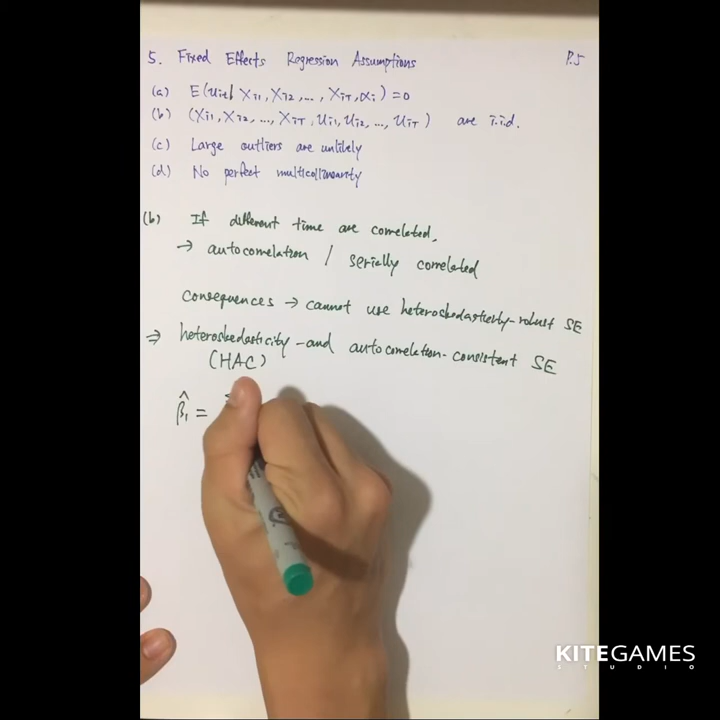 5. Fixed Effects Regression Assumptions P.5
(a) E(uit| Xi1, Xi2, ..., XiT, αi) = 0
(b) (Xi1, Xi2, ..., XiT, ui1, ui2, ..., uiT) are i.i.d.
(c) Large outliers are unlikely
(d) No perfect multicollinearity
(b) If different time are correlated,
→ autocorrelation / serially correlated
Consequences → cannot use heteroskedasticity-robust SE
⇒ heteroskedasticity-and autocorrelation-consistent SE
(HAC)
β̂1 =
KITEGAMES
STUDIO